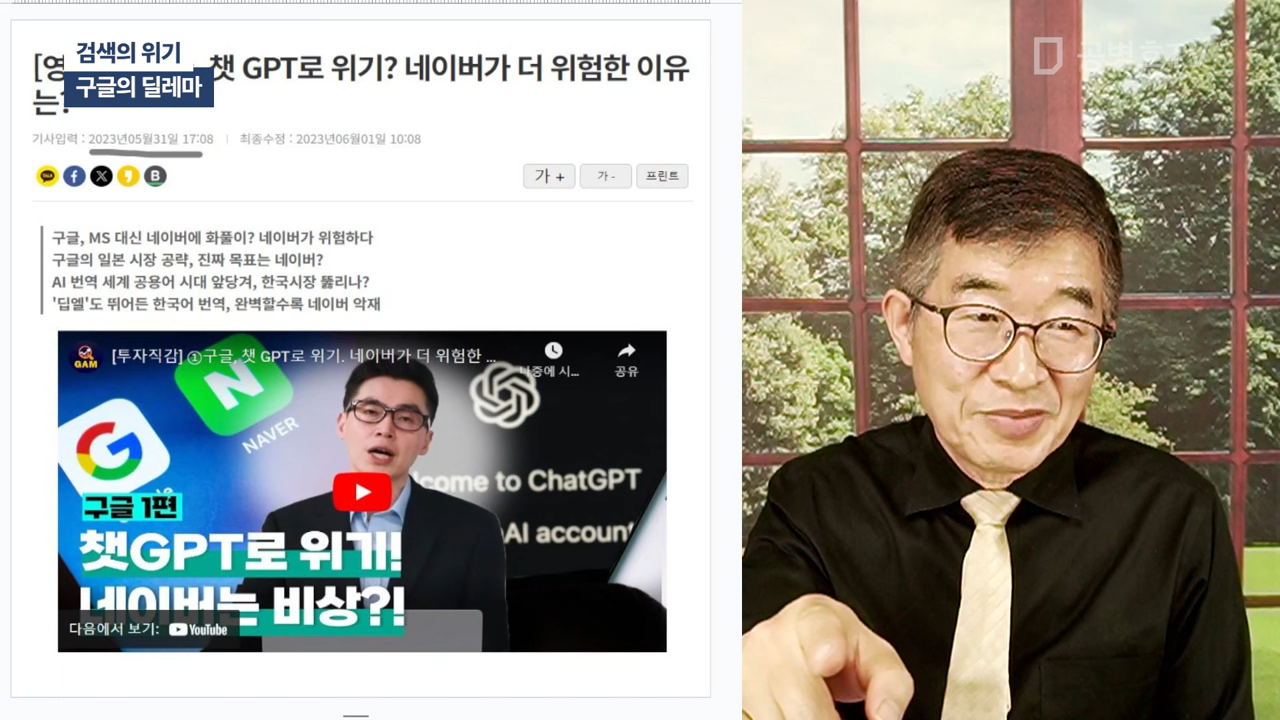 검색의 위기
구글의 딜레마
[영 챗 GPT로 위기? 네이버가 더 위험한 이유
는?
기사입력 : 2023년05월31일 17:08 최종수정 : 2023년06월01일 10:08
가 + 가 - 프린트
구글, MS 대신 네이버에 화풀이? 네이버가 위험하다
구글의 일본 시장 공략, 진짜 목표는 네이버?
AI 번역 세계 공용어 시대 앞당겨, 한국시장 뚫리나?
'딥엘'도 뛰어든 한국어 번역, 완벽할수록 네이버 악재
GAM
[투자직감] ①구글, 챗 GPT로 위기. 네이버가 더 위험한 ...
나중에 시...
공유
NAVER
come to ChatGPT
AI account
구글 1편
챗GPT로 위기!
네이버는 비상?!
다음에서 보기: YouTube